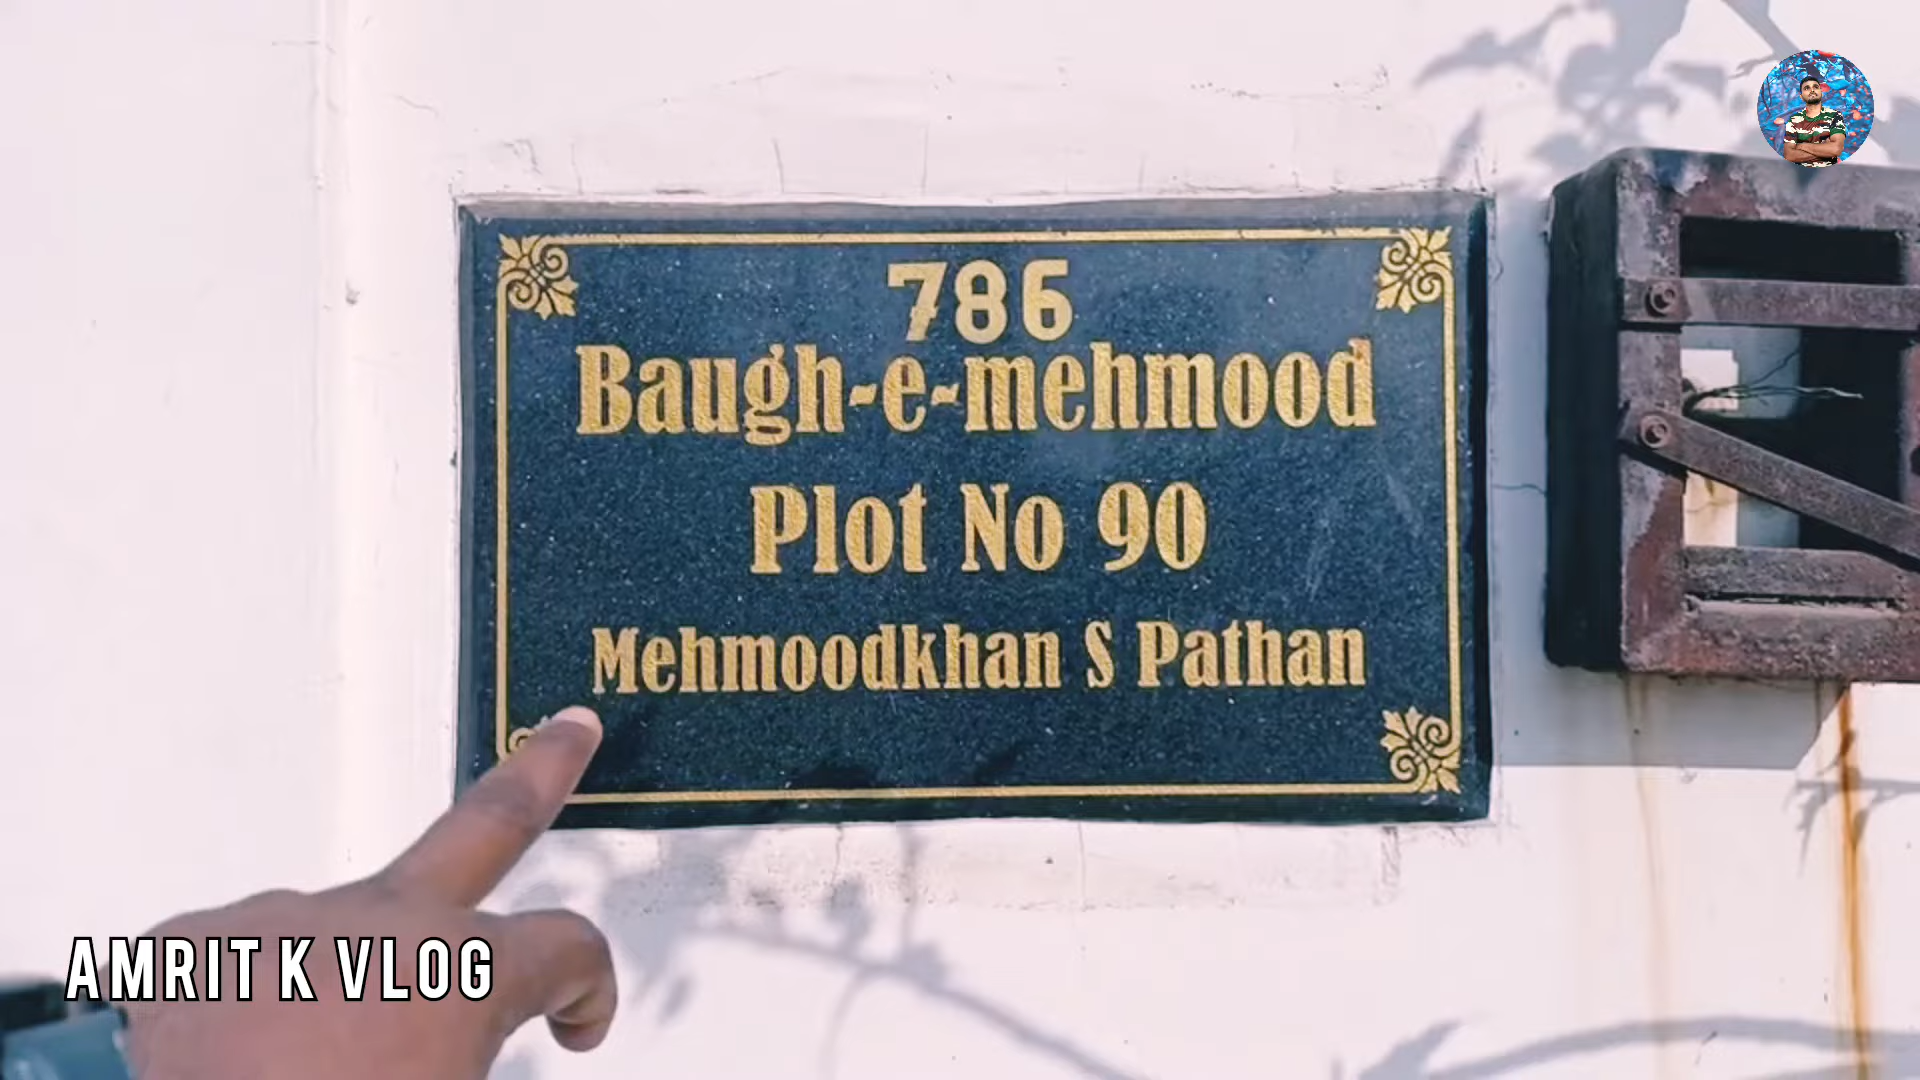 786
Baugh-e-mehmood
Plot No 90
Mehmoodkhan S Pathan
AMRIT K VLOG